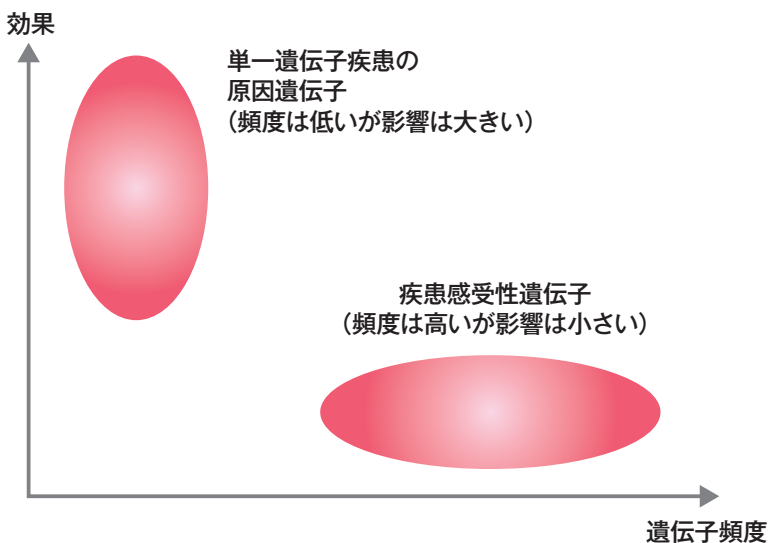 効果
単一遺伝子疾患の
原因遺伝子
（頻度は低いが影響は大きい）
疾患感受性遺伝子
（頻度は高いが影響は小さい）
遺伝子頻度